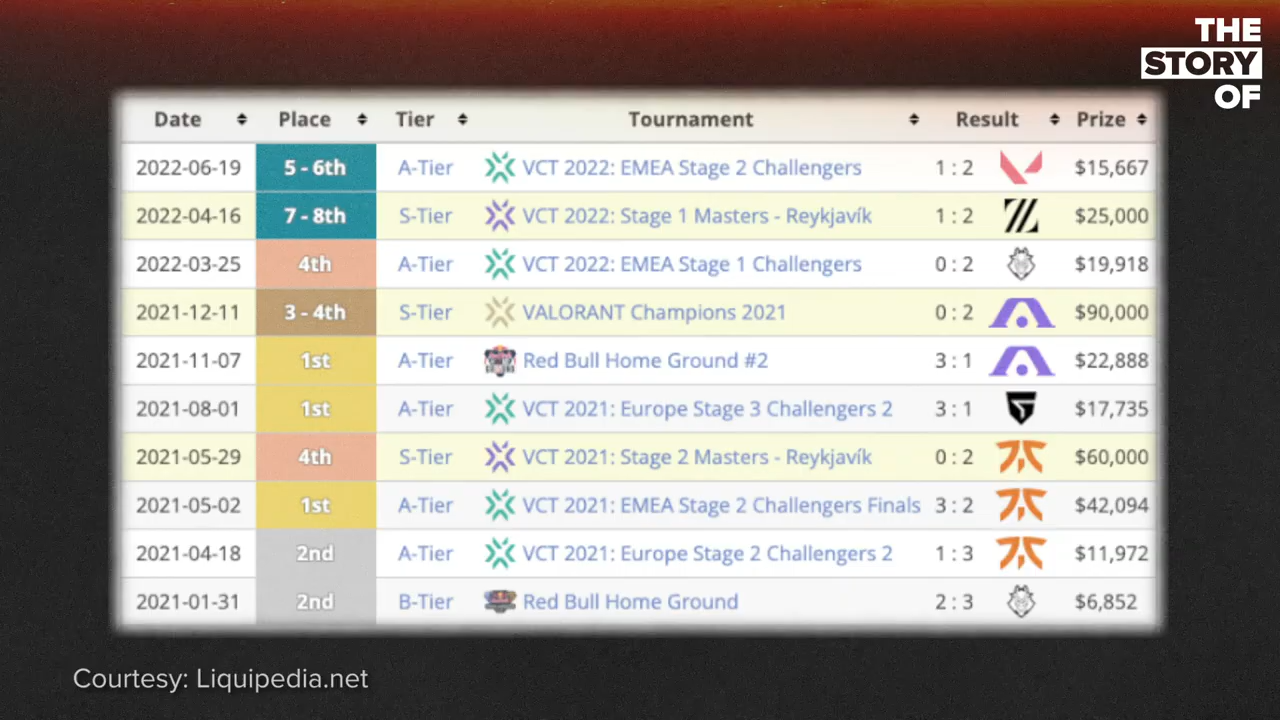 THE
STORY
OF
Date Place Tier Tournament Result Prize
2022-06-19 5 - 6th A-Tier VCT 2022: EMEA Stage 2 Challengers 1 : 2 $15,667
2022-04-16 7 - 8th S-Tier VCT 2022: Stage 1 Masters - Reykjavík 1 : 2 $25,000
2022-03-25 4th A-Tier VCT 2022: EMEA Stage 1 Challengers 0 : 2 $19,918
2021-12-11 3 - 4th S-Tier VALORANT Champions 2021 0 : 2 $90,000
2021-11-07 1st A-Tier Red Bull Home Ground #2 3 : 1 $22,888
2021-08-01 1st A-Tier VCT 2021: Europe Stage 3 Challengers 2 3 : 1 $17,735
2021-05-29 4th S-Tier VCT 2021: Stage 2 Masters - Reykjavík 0 : 2 $60,000
2021-05-02 1st A-Tier VCT 2021: EMEA Stage 2 Challengers Finals 3 : 2 $42,094
2021-04-18 2nd A-Tier VCT 2021: Europe Stage 2 Challengers 2 1 : 3 $11,972
2021-01-31 2nd B-Tier Red Bull Home Ground 2 : 3 $6,852
Courtesy: Liquipedia.net